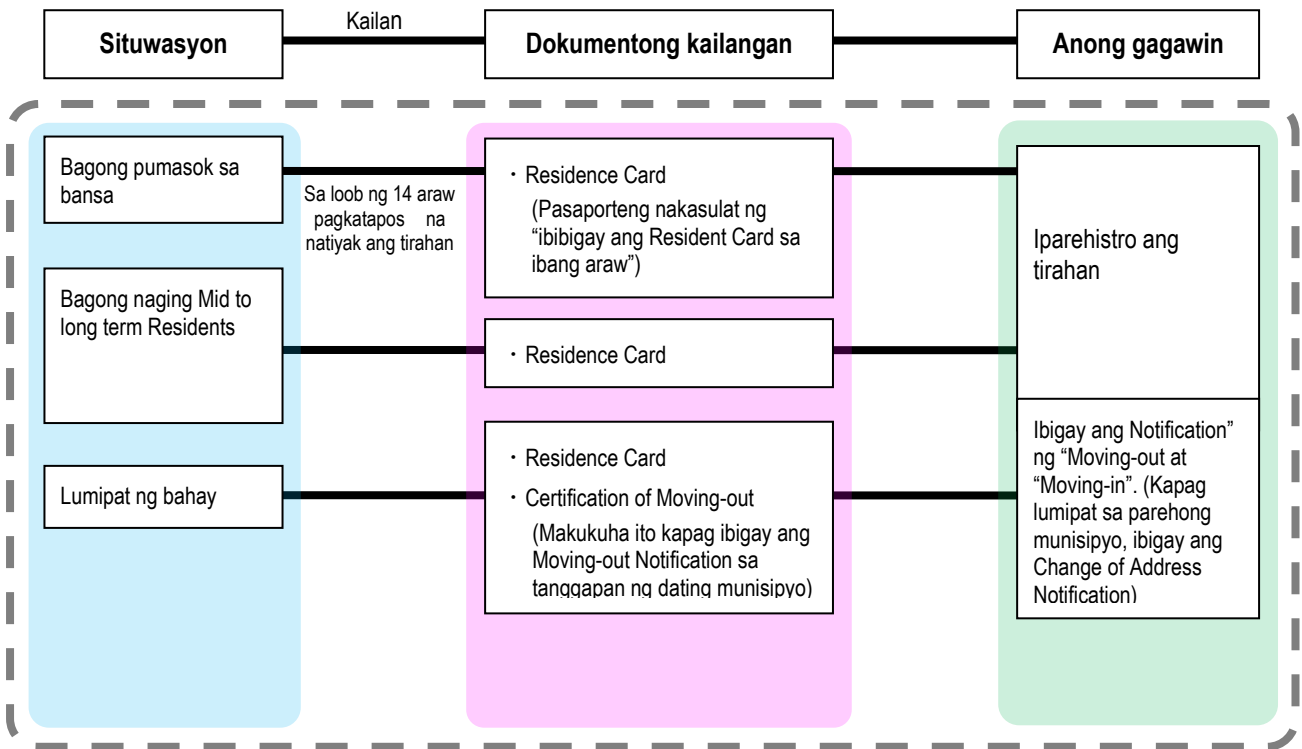 Situwasyon
Kailan
Dokumentong kailangan
Anong gagawin
Bagong pumasok sa
bansa
Sa loob ng 14 araw
pagkatapos na
natiyak ang tirahan
・Residence Card
(Pasaporteng nakasulat ng
“ibibigay ang Resident Card sa
ibang araw”)
Iparehistro ang
tirahan
Bagong naging Mid to
long term Residents
・Residence Card
Lumipat ng bahay
・Residence Card
・Certification of Moving-out
(Makukuha ito kapag ibigay ang
Moving-out Notification sa
tanggapan ng dating munisipyo)
Ibigay ang Notification”
ng “Moving-out at
“Moving-in”. (Kapag
lumipat sa parehong
munisipyo, ibigay ang
Change of Address
Notification)